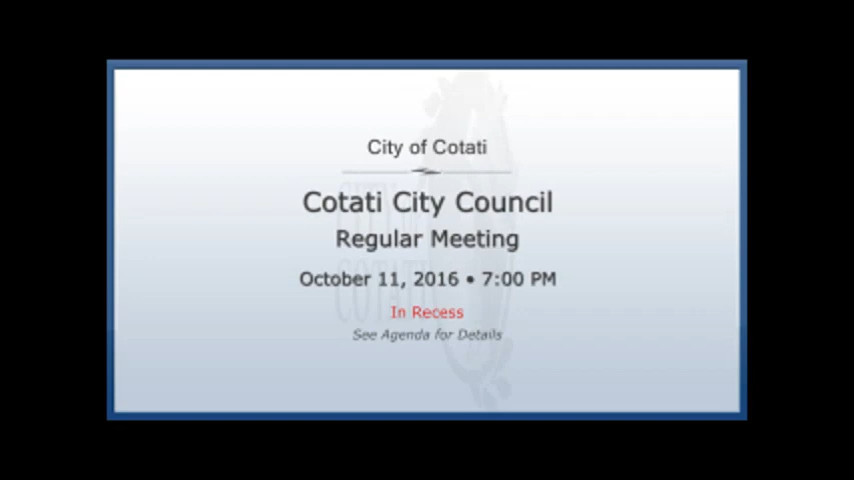 City of Cotati
Cotati City Council
Regular Meeting
October 11, 2016 • 7:00 PM
In Recess
See Agenda for Details